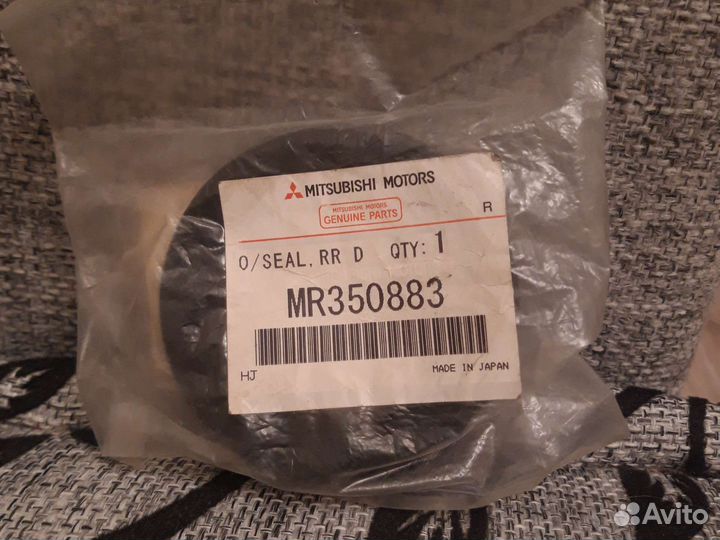 MITSUBISHI MOTORS
MITSUBISHI MOTORS
GENUINE PARTS
R
O/SEAL, RR D QTY: 1
MR350883
HJ MADE IN JAPAN
Avito